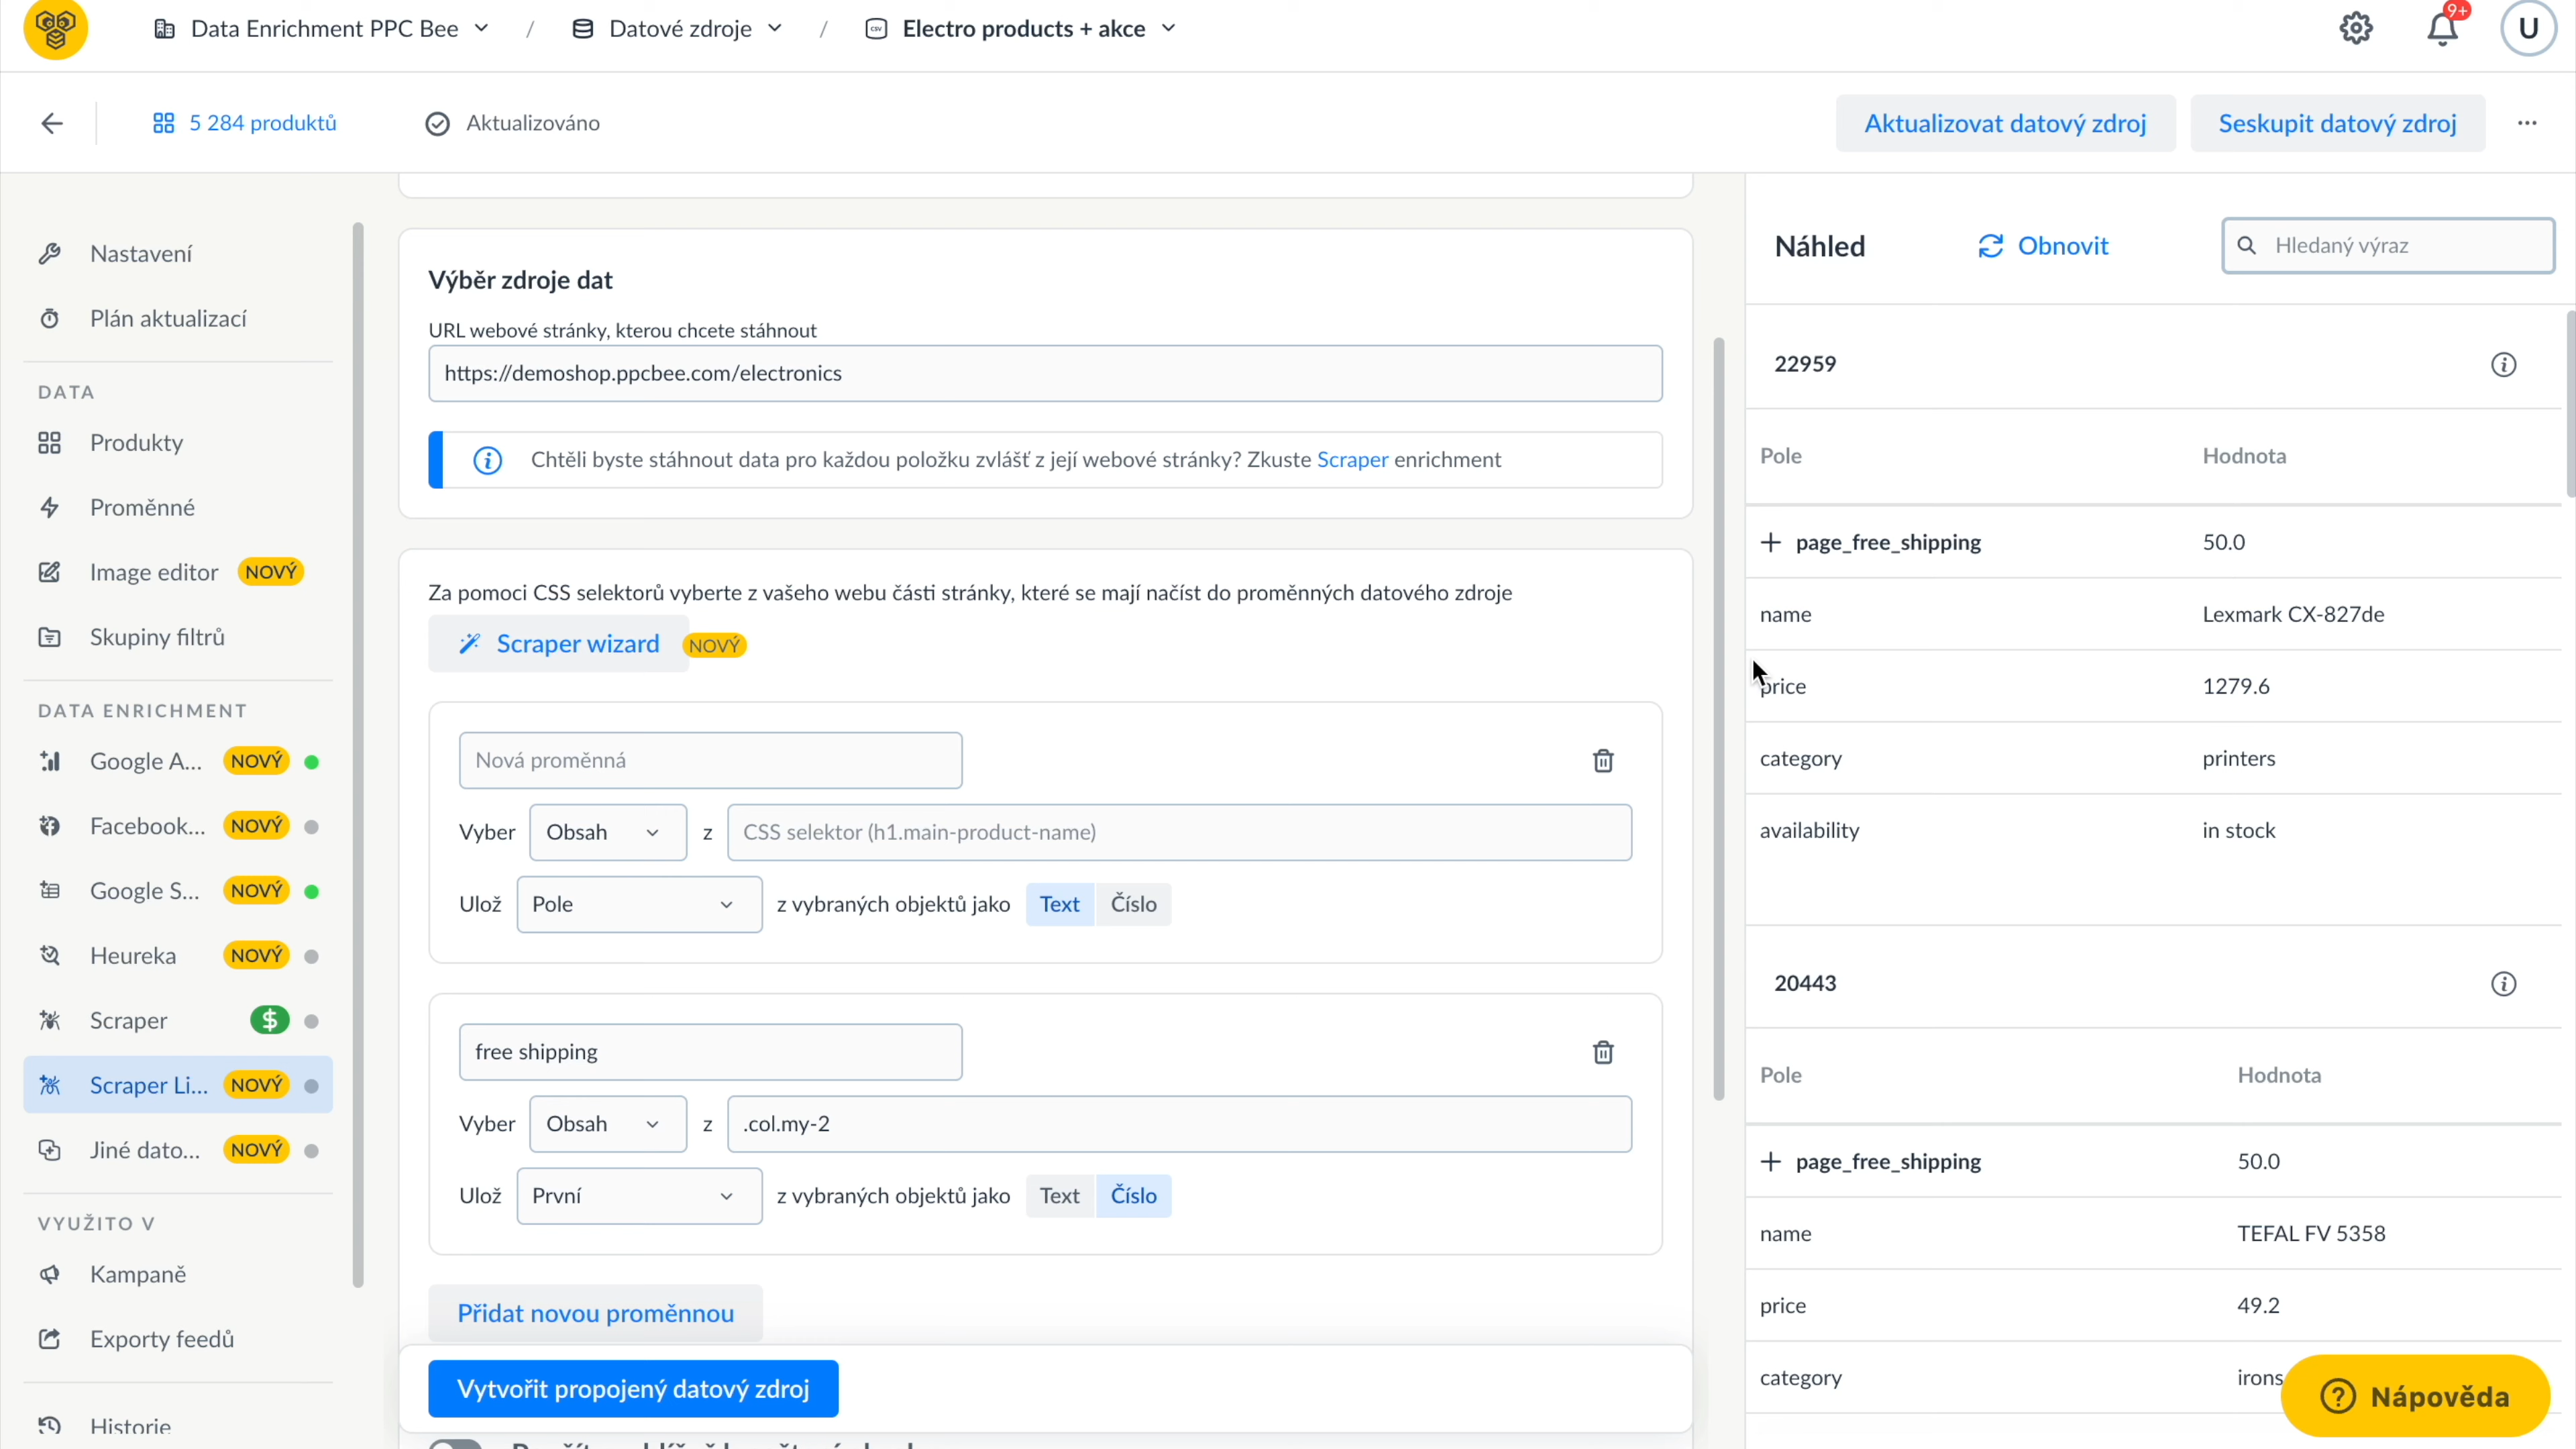 Data Enrichment PPC Bee / Datové zdroje / CSV Electro products + akce 9+ U
5 284 produktů Aktualizováno Aktualizovat datový zdroj Seskupit datový zdroj ...
Nastavení
Plán aktualizací
DATA
Produkty
Proměnné
Image editor NOVÝ
Skupiny filtrů
DATA ENRICHMENT
Google A... NOVÝ
Facebook... NOVÝ
Google S... NOVÝ
Heureka NOVÝ
Scraper $
Scraper Li... NOVÝ
Jiné dato... NOVÝ
VYUŽITO V
Kampaně
Exporty feedů
Historie
Výběr zdroje dat
URL webové stránky, kterou chcete stáhnout
https://demoshop.ppcbee.com/electronics
Chtěli byste stáhnout data pro každou položku zvlášť z její webové stránky? Zkuste Scraper enrichment
Za pomoci CSS selektorů vyberte z vašeho webu části stránky, které se mají načíst do proměnných datového zdroje
Scraper wizard NOVÝ
Nová proměnná
Vyber Obsah z CSS selektor (h1.main-product-name)
Ulož Pole z vybraných objektů jako Text Číslo
free shipping
Vyber Obsah z .col.my-2
Ulož První z vybraných objektů jako Text Číslo
Přidat novou proměnnou
Vytvořit propojený datový zdroj
Náhled Obnovit Hledaný výraz
22959
Pole Hodnota
+ page_free_shipping 50.0
name Lexmark CX-827de
price 1279.6
category printers
availability in stock
20443
Pole Hodnota
+ page_free_shipping 50.0
name TEFAL FV 5358
price 49.2
category irons
Nápověda